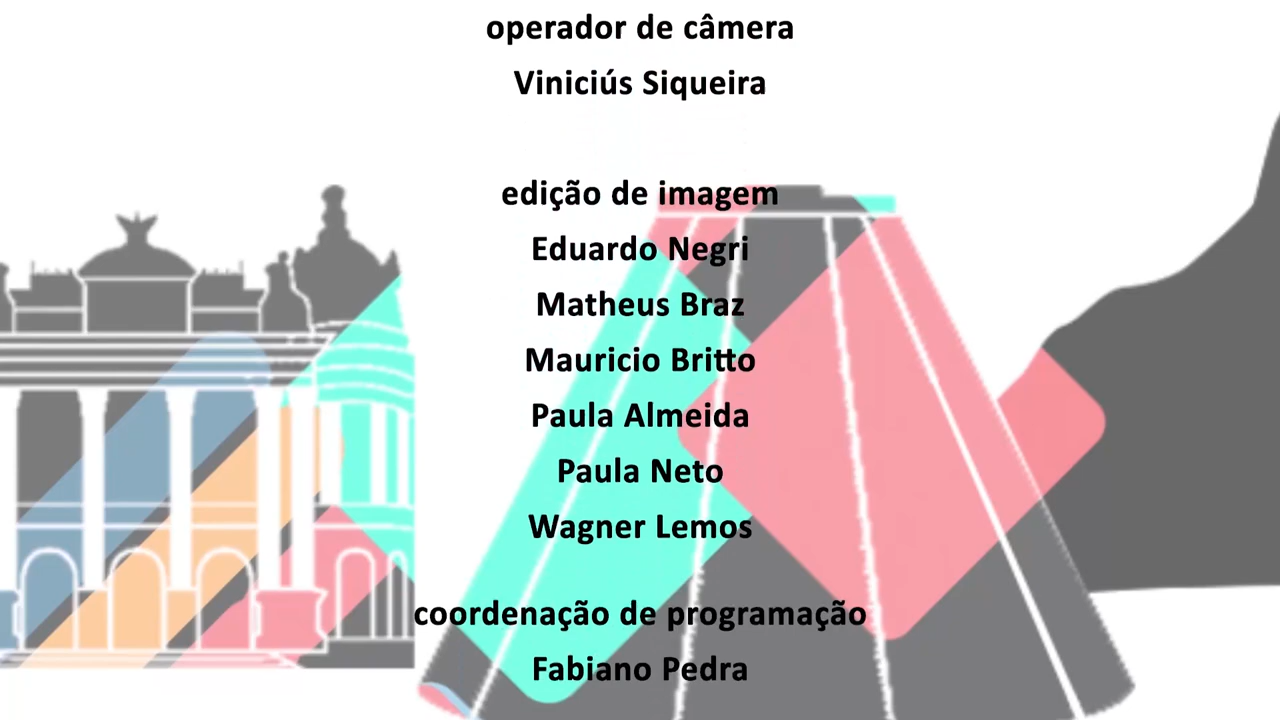 operador de câmera
Viniciús Siqueira
edição de imagem
Eduardo Negri
Matheus Braz
Mauricio Britto
Paula Almeida
Paula Neto
Wagner Lemos
coordenação de programação
Fabiano Pedra